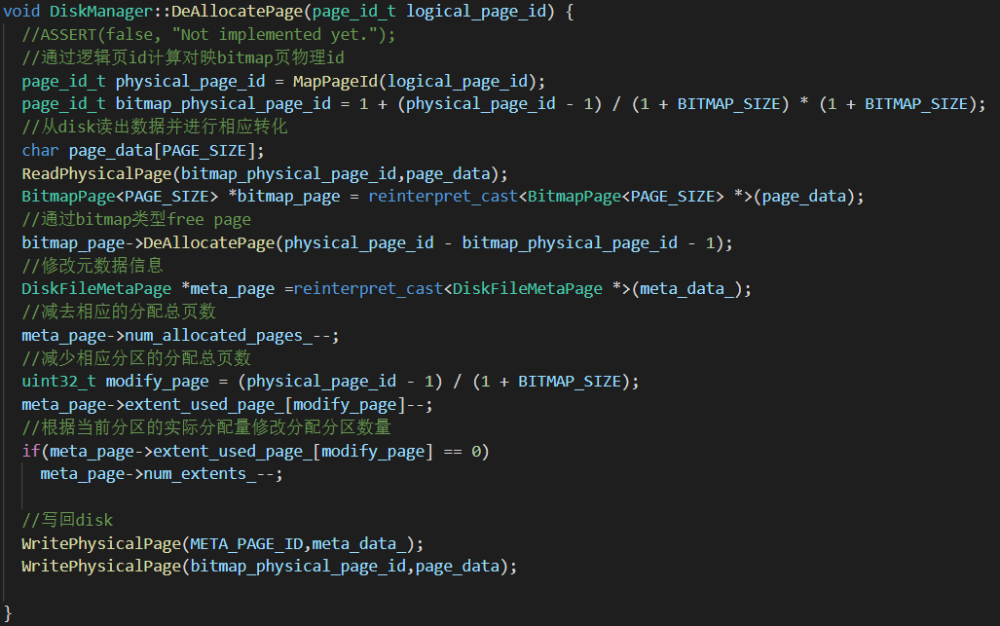 void DiskManager::DeAllocatePage(page_id_t logical_page_id) {
//ASSERT(false, "Not implemented yet.");
//通过逻辑页id计算对映bitmap页物理id
page_id_t physical_page_id = MapPageId(logical_page_id);
page_id_t bitmap_physical_page_id = 1 + (physical_page_id - 1) / (1 + BITMAP_SIZE) * (1 + BITMAP_SIZE);
//从disk读出数据并进行相应转化
char page_data[PAGE_SIZE];
ReadPhysicalPage(bitmap_physical_page_id,page_data);
BitmapPage<PAGE_SIZE> *bitmap_page = reinterpret_cast<BitmapPage<PAGE_SIZE> *>(page_data);
//通过bitmap类型free page
bitmap_page->DeAllocatePage(physical_page_id - bitmap_physical_page_id - 1);
//修改元数据信息
DiskFileMetaPage *meta_page =reinterpret_cast<DiskFileMetaPage *>(meta_data_);
//减去相应的分配总页数
meta_page->num_allocated_pages_--;
//减少相应分区的分配总页数
uint32_t modify_page = (physical_page_id - 1) / (1 + BITMAP_SIZE);
meta_page->extent_used_page_[modify_page]--;
//根据当前分区的实际分配量修改分配分区数量
if(meta_page->extent_used_page_[modify_page] == 0)
meta_page->num_extents_--;
//写回disk
WritePhysicalPage(META_PAGE_ID,meta_data_);
WritePhysicalPage(bitmap_physical_page_id,page_data);
}